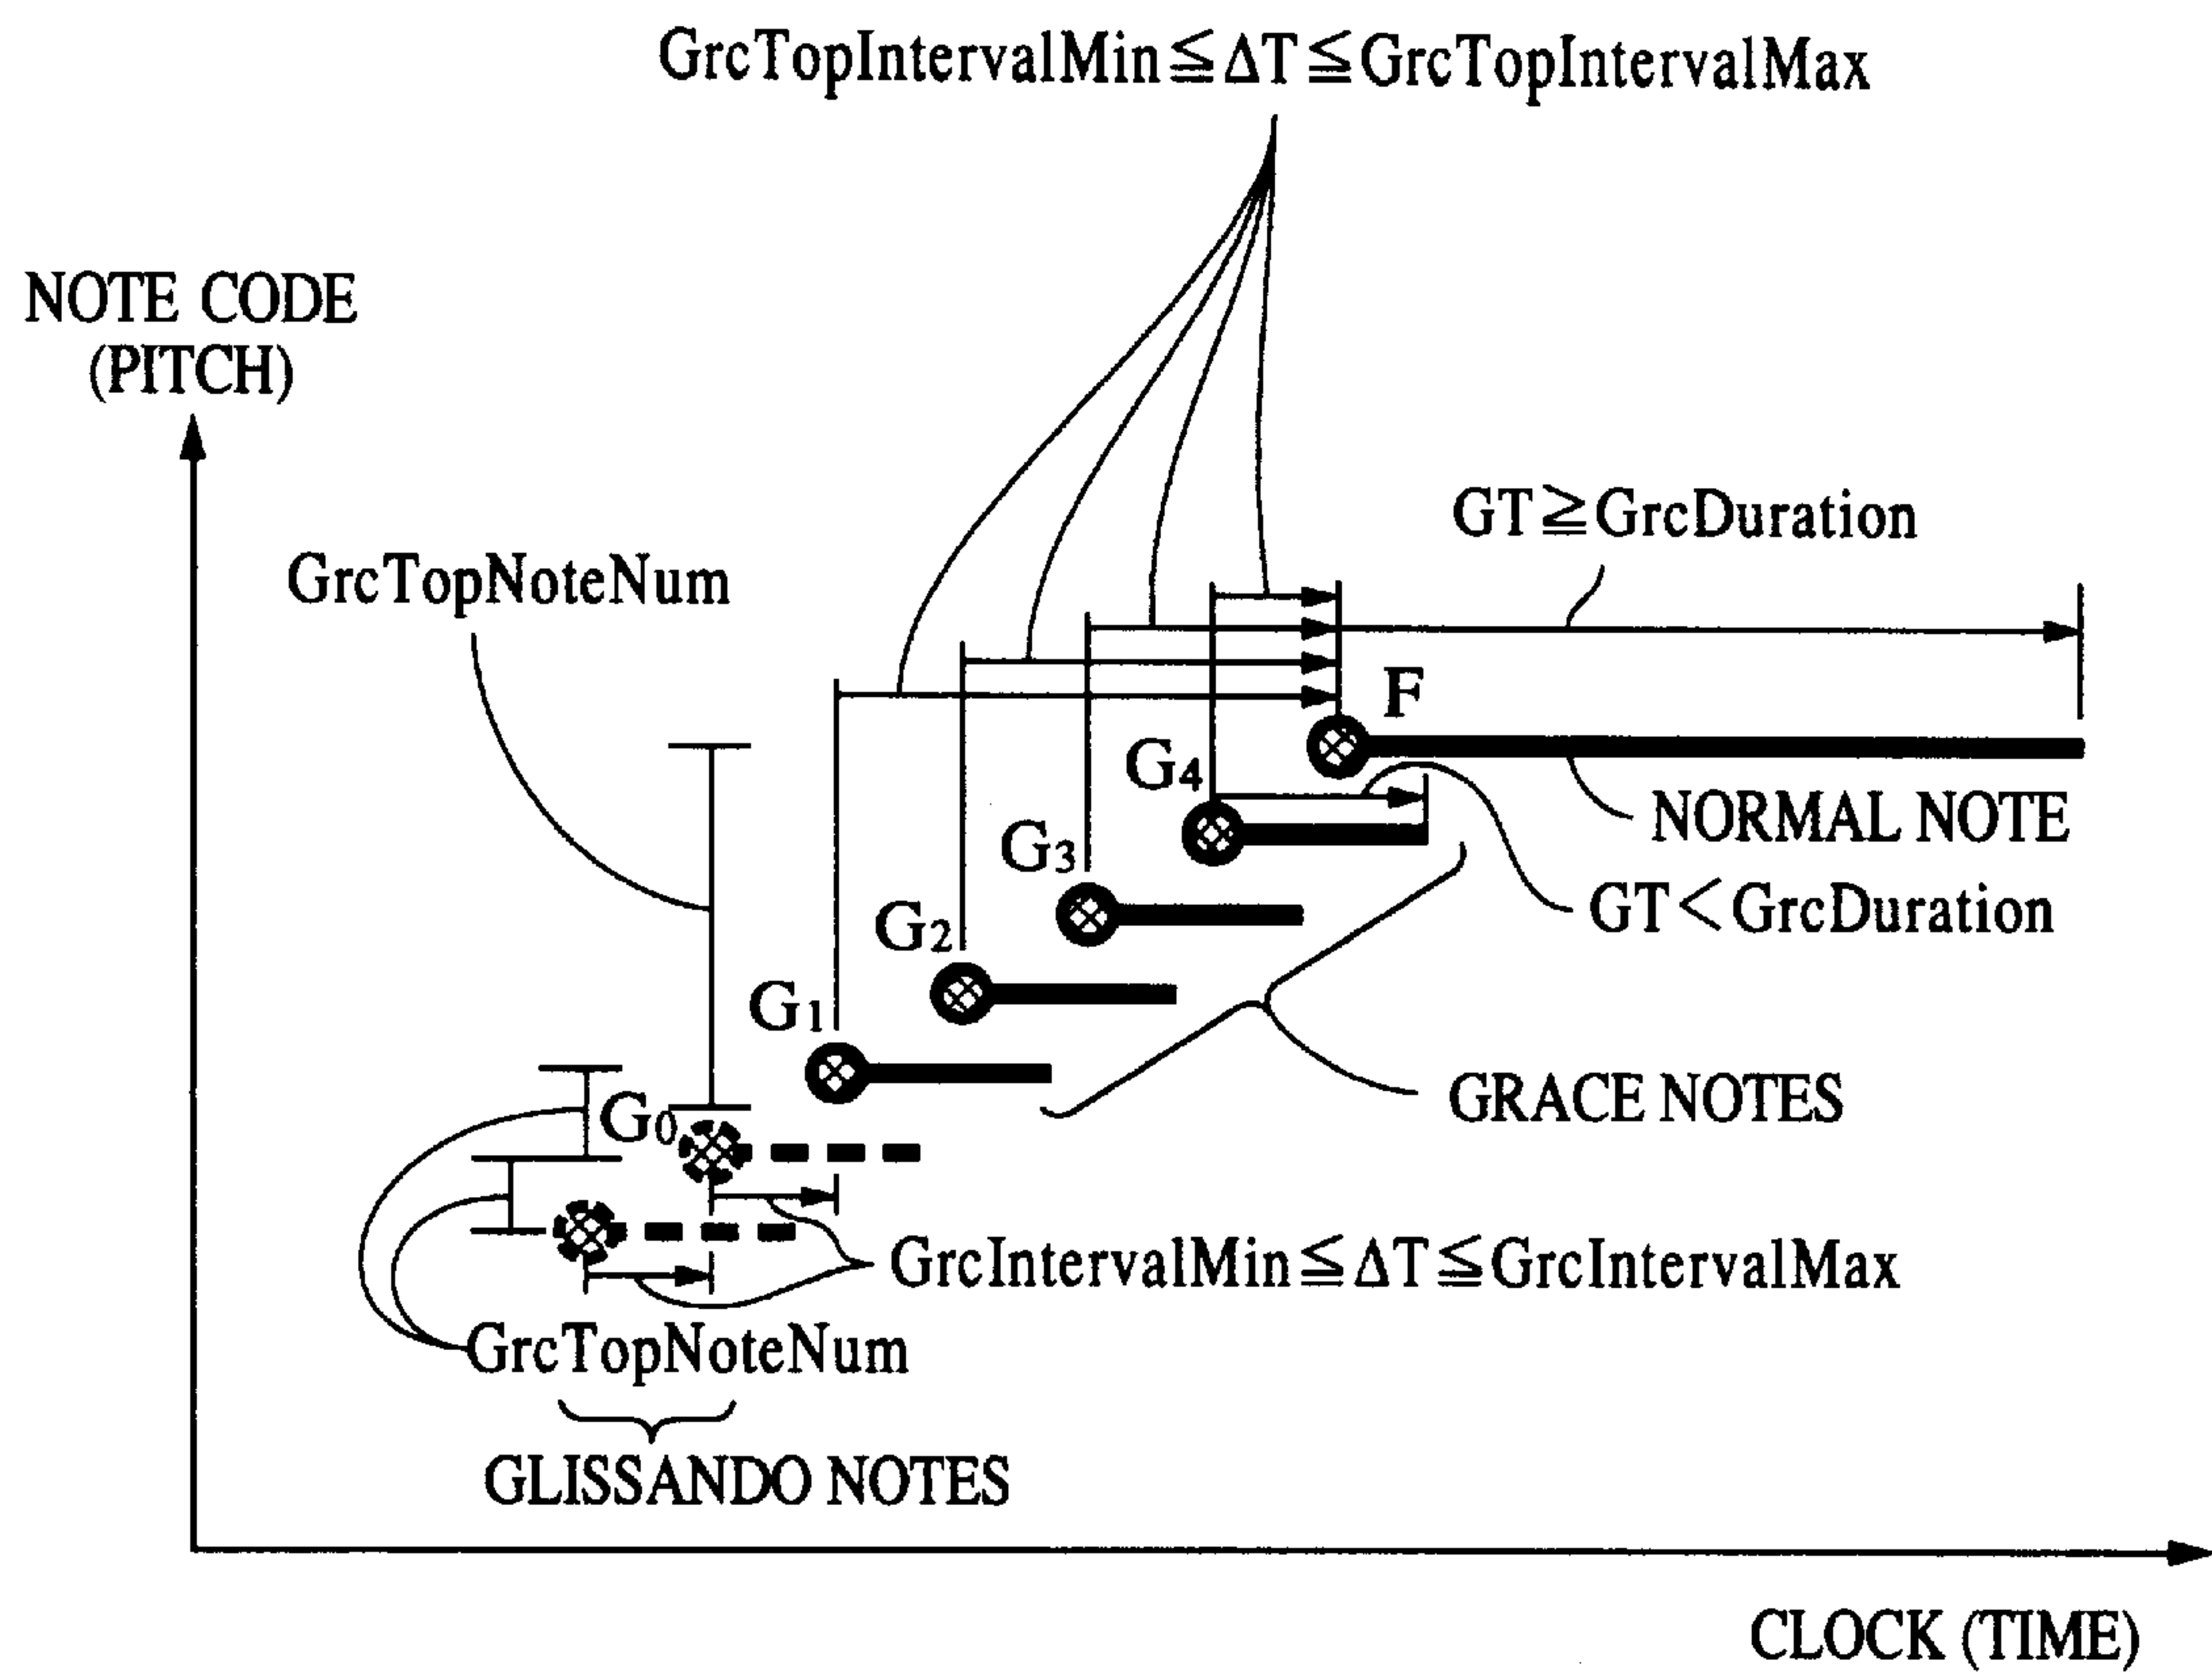 GrcTopIntervalMin≦ΔT≦GrcTopIntervalMax
NOTE CODE
(PITCH)
GT≧GrcDuration
GrcTopNoteNum
F
G4
NORMAL NOTE
G3
GT<GrcDuration
G2
G1
GRACE NOTES
G0
GrcIntervalMin≦ΔT≦GrcIntervalMax
GrcTopNoteNum
GLISSANDO NOTES
CLOCK (TIME)